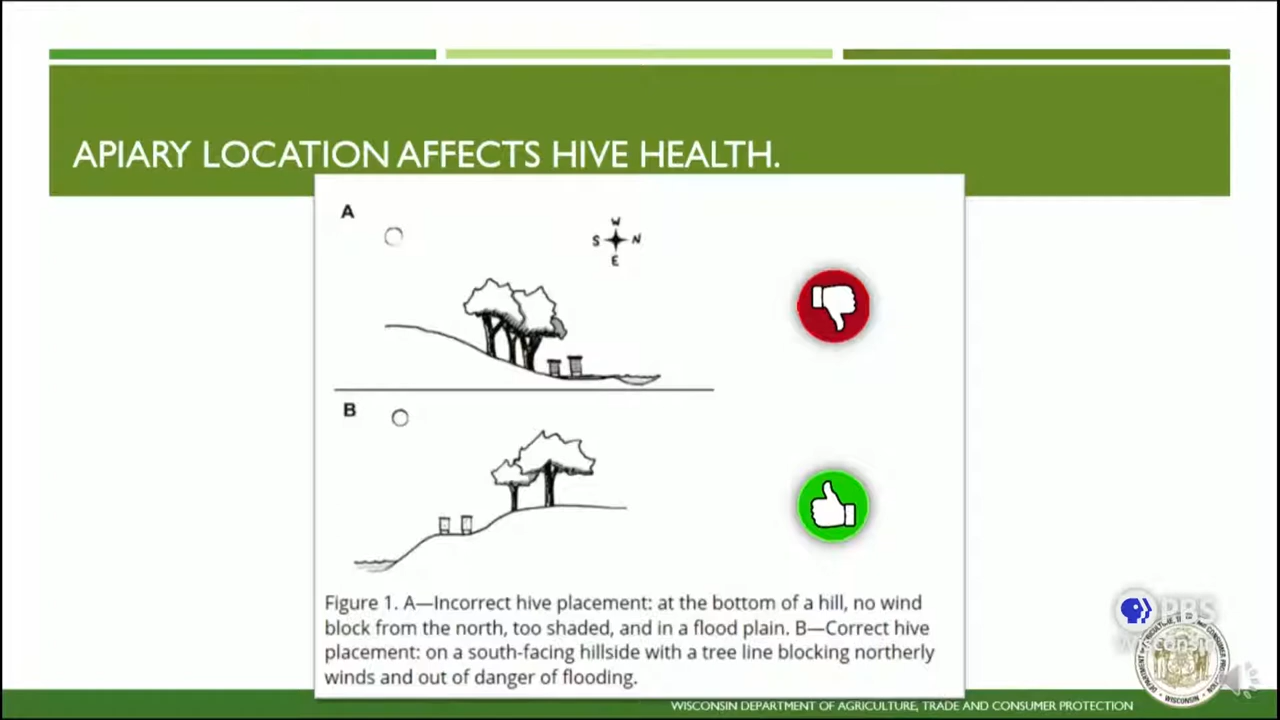 APIARY LOCATION AFFECTS HIVE HEALTH.
A
W
S N
E
B
Figure 1. A—Incorrect hive placement: at the bottom of a hill, no wind
block from the north, too shaded, and in a flood plain. B—Correct hive
placement: on a south-facing hillside with a tree line blocking northerly
winds and out of danger of flooding.
PBS
Wisconsin
WISCONSIN
WISCONSIN DEPARTMENT OF AGRICULTURE, TRADE AND CONSUMER PROTECTION